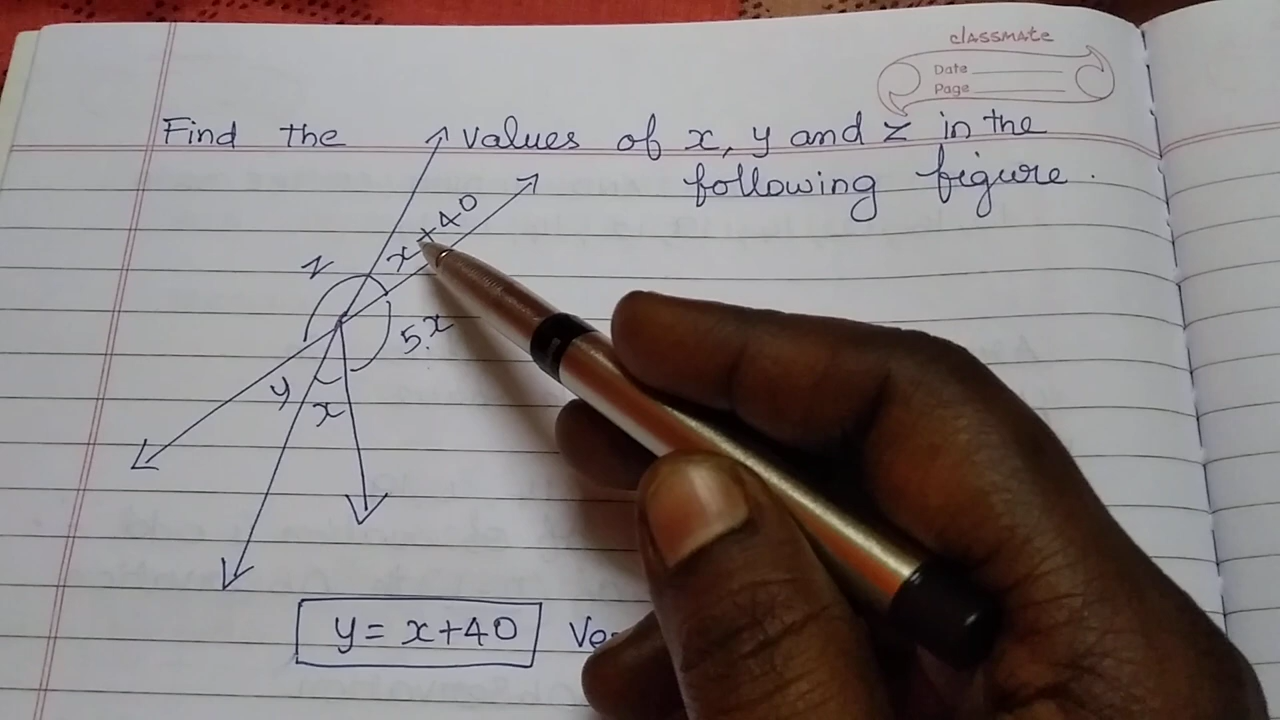 classmate
Date
Page
Find the values of x, y and z in the
following figure.
x+40
z
5x
y
x
y = x+40